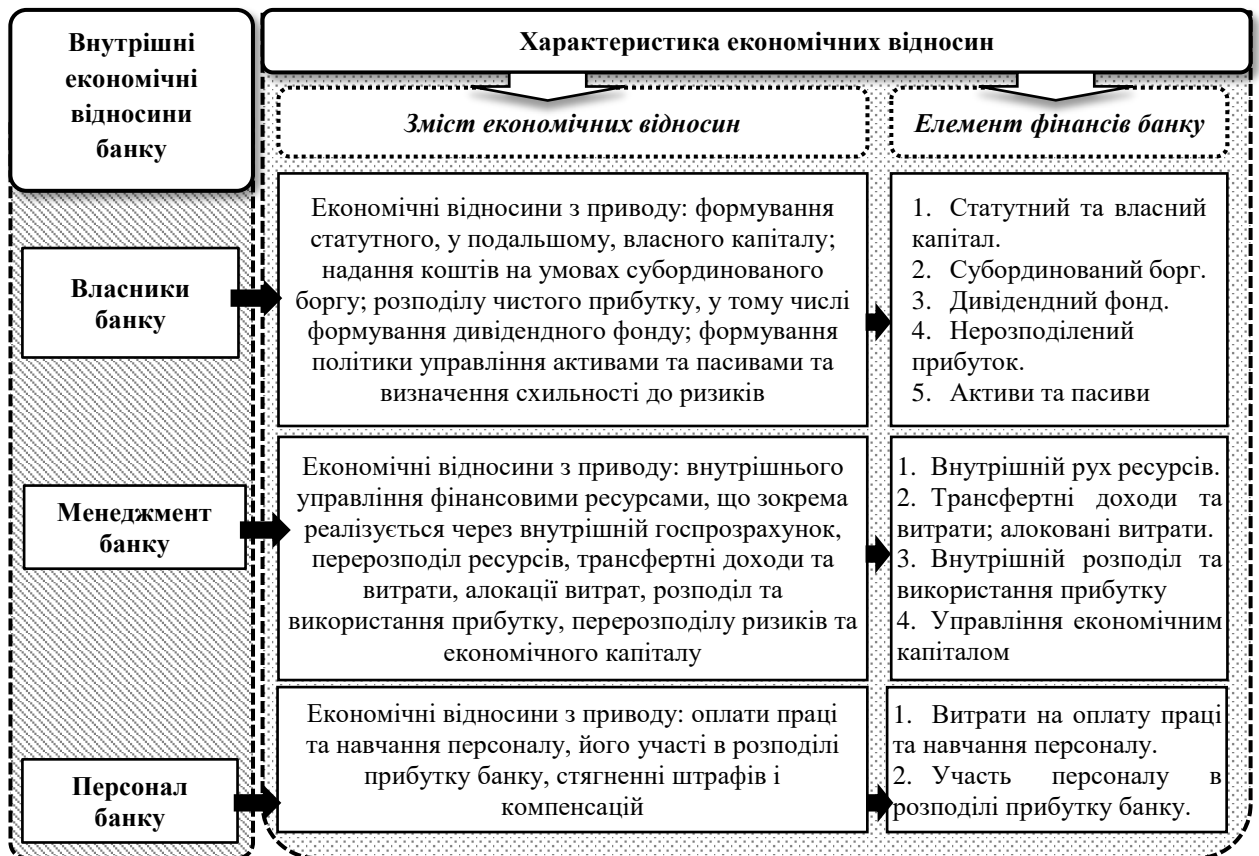 Внутрішні
економічні
відносини
банку
Характеристика економічних відносин
Зміст економічних відносин
Елемент фінансів банку
Власники
банку
Економічні відносини з приводу: формування
статутного, у подальшому, власного капіталу;
надання коштів на умовах субординованого
боргу; розподілу чистого прибутку, у тому числі
формування дивідендного фонду; формування
політики управління активами та пасивами та
визначення схильності до ризиків
1. Статутний та власний
капітал.
2. Субординований борг.
3. Дивідендний фонд.
4. Нерозподілений
прибуток.
5. Активи та пасиви
Менеджмент
банку
Економічні відносини з приводу: внутрішнього
управління фінансовими ресурсами, що зокрема
реалізується через внутрішній госпрозрахунок,
перерозподіл ресурсів, трансфертні доходи та
витрати, алокації витрат, розподіл та
використання прибутку, перерозподілу ризиків та
економічного капіталу
1. Внутрішній рух ресурсів.
2. Трансфертні доходи та
витрати; алоковані витрати.
3. Внутрішній розподіл та
використання прибутку
4. Управління економічним
капіталом
Персонал
банку
Економічні відносини з приводу: оплати праці
та навчання персоналу, його участі в розподілі
прибутку банку, стягненні штрафів і
компенсацій
1. Витрати на оплату праці
та навчання персоналу.
2. Участь персоналу в
розподілі прибутку банку.